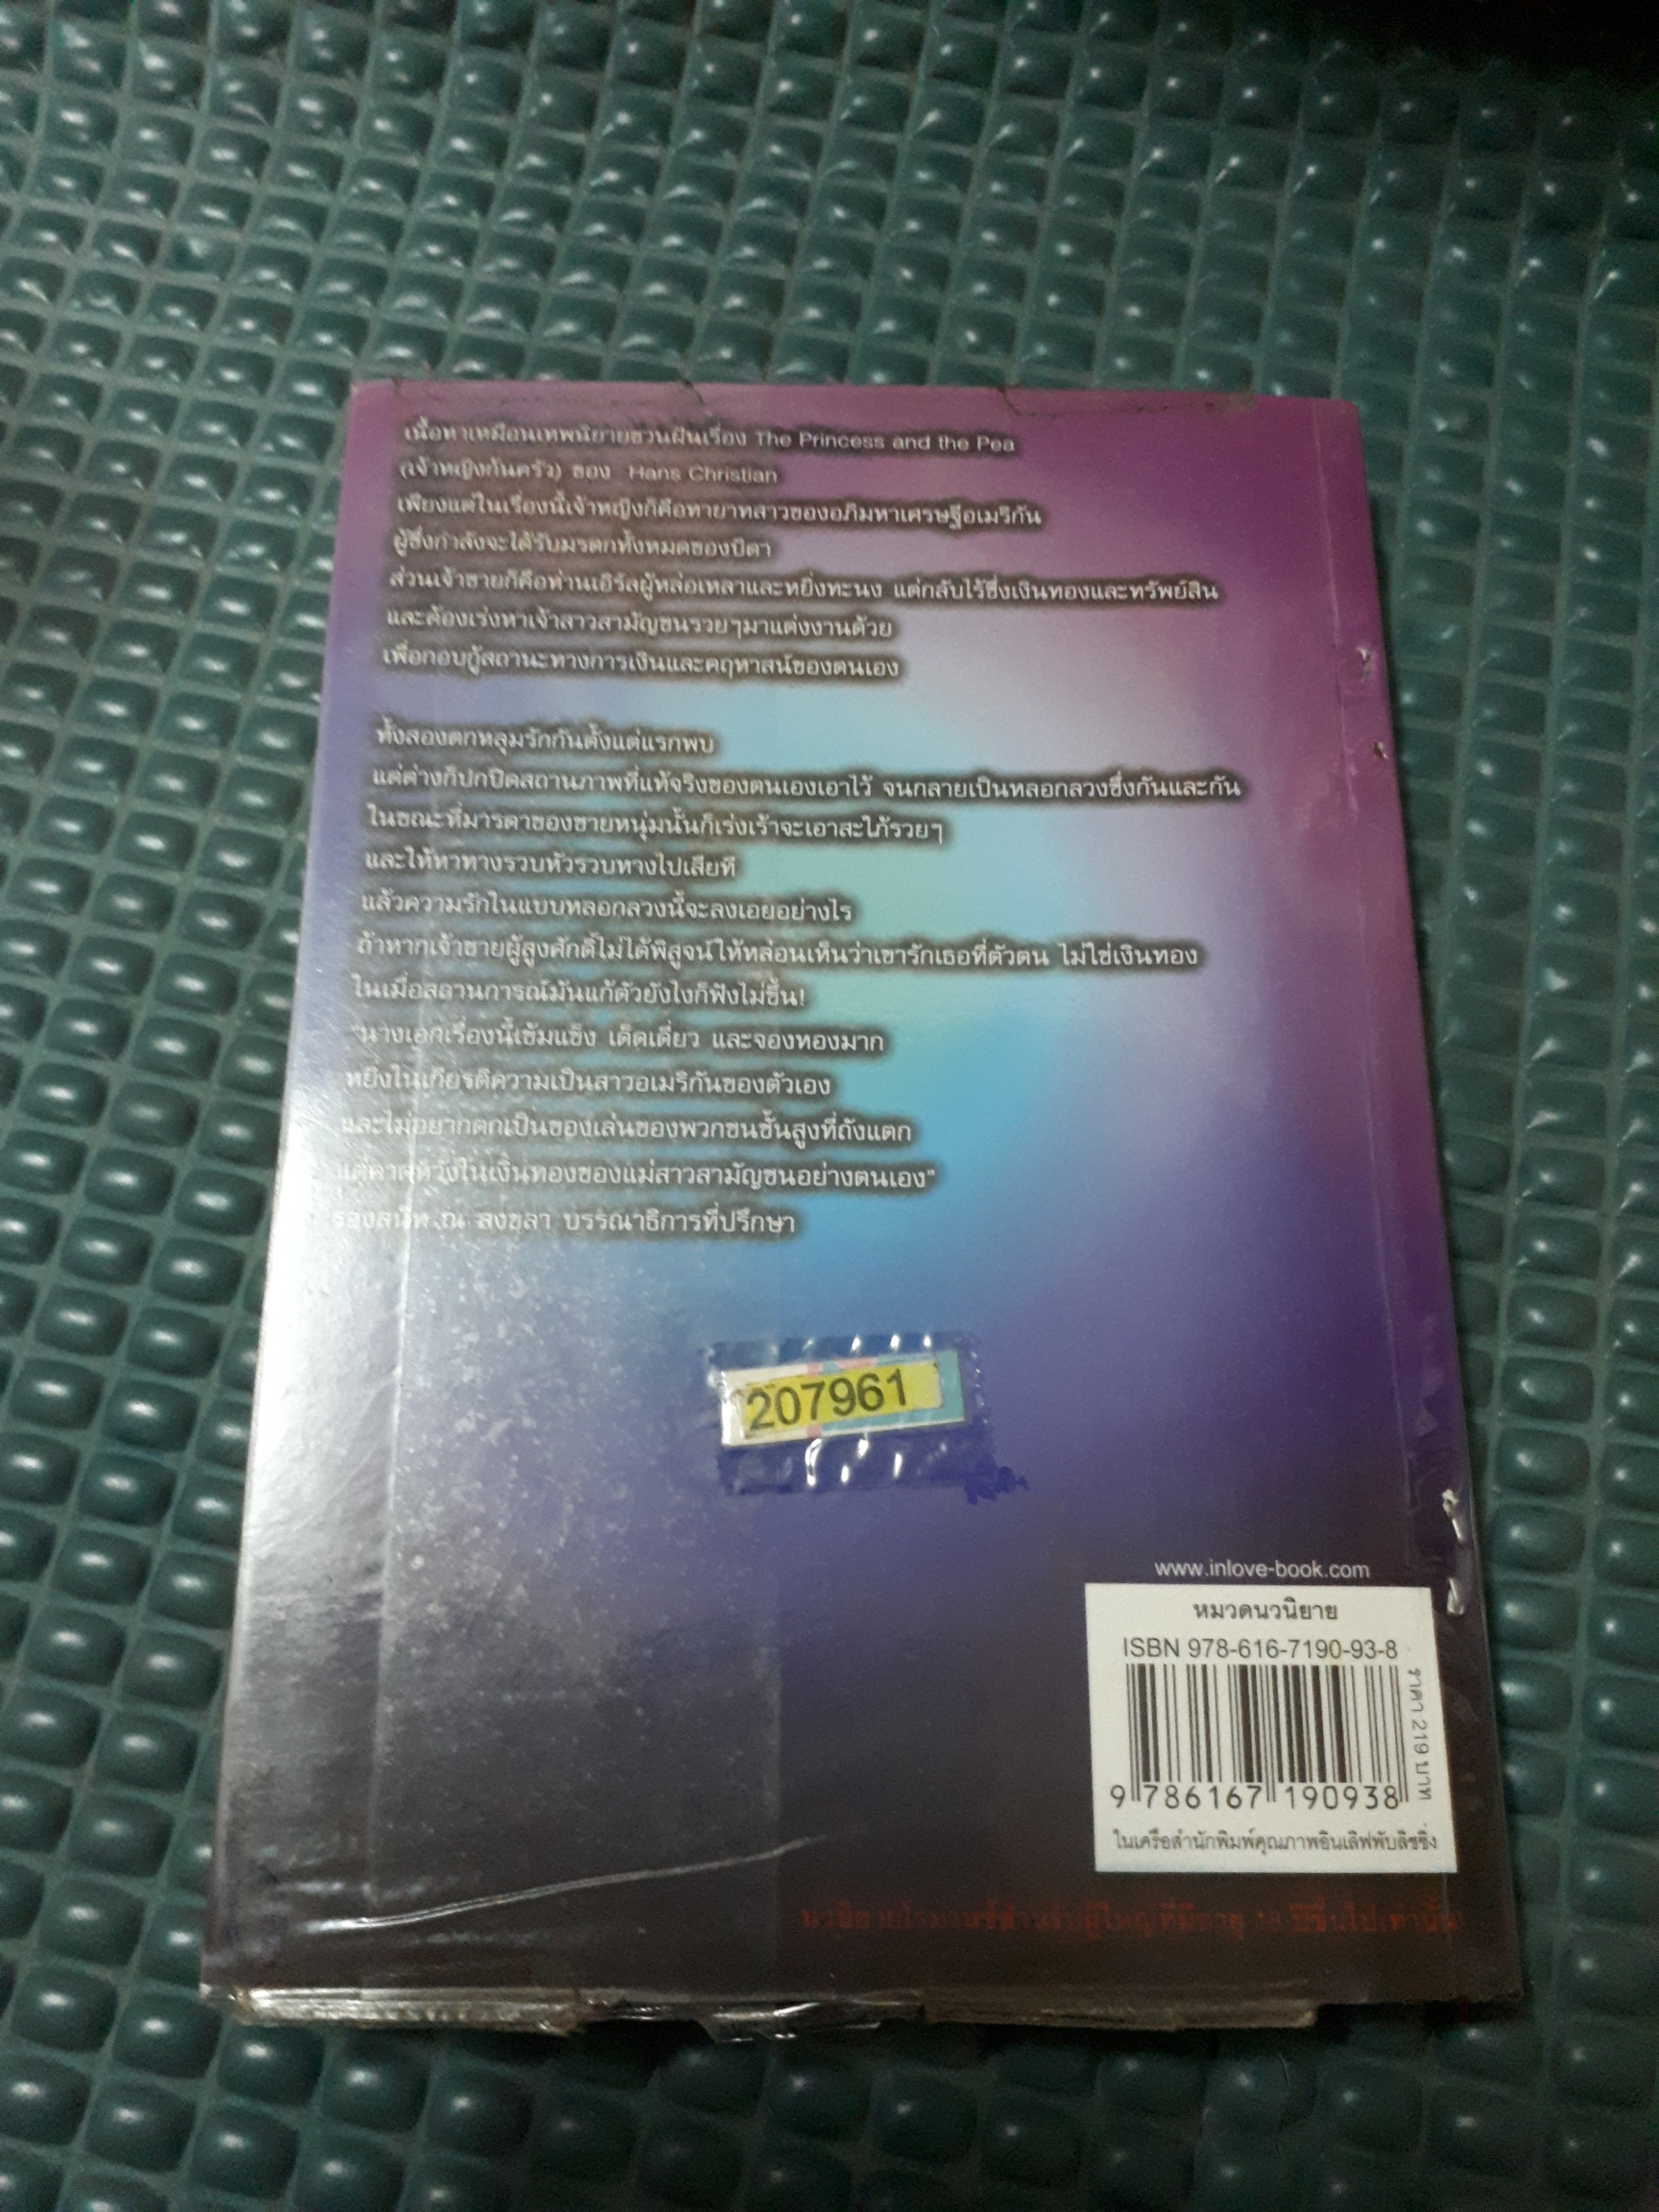 เนื้อหาเหมือนเทพนิยายชวนฝันเรื่อง The Princess and the Pea
(เจ้าหญิงก้นครัว) ของ Hans Christian
เพียงแต่ในเรื่องนี้เจ้าหญิงก็คือทายาทสาวของอภิมหาเศรษฐีอเมริกัน
ผู้ซึ่งกำลังจะได้รับมรดกทั้งหมดของบิดา
ส่วนเจ้าชายก็คือท่านเอิร์ลผู้หล่อเหลาและหยิ่งทะนง แต่กลับไร้ซึ่งเงินทองและทรัพย์สิน
และต้องเร่งหาเจ้าสาวสามัญชนรวยๆมาแต่งงานด้วย
เพื่อกอบกู้สถานะทางการเงินและคฤหาสน์ของตนเอง
ทั้งสองตกหลุมรักกันตั้งแต่แรกพบ
แต่ต่างก็ปกปิดสถานภาพที่แท้จริงของตนเองเอาไว้ จนกลายเป็นหลอกลวงซึ่งกันและกัน
ในขณะที่มารดาของชายหนุ่มนั้นก็เร่งเร้าจะเอาสะใภ้รวยๆ
และให้หาทางรวบหัวรวบหางไปเสียที
แล้วความรักในแบบหลอกลวงนี้จะลงเอยอย่างไร
ถ้าหากเจ้าชายผู้สูงศักดิ์ไม่ได้พิสูจน์ให้หล่อนเห็นว่าเขารักเธอที่ตัวตน ไม่ใช่เงินทอง
ในเมื่อสถานการณ์มันแก้ตัวยังไงก็ฟังไม่ขึ้น!
"นางเอกเรื่องนี้เข้มแข็ง เด็ดเดี่ยว และจองหองมาก
หยิ่งในเกียรติความเป็นสาวอเมริกันของตัวเอง
และไม่อยากตกเป็นของเล่นของพวกชนชั้นสูงที่ถังแตก
แต่คาดหวังในเงินทองของแม่สาวสามัญชนอย่างตนเอง"
ณ สงขลา บรรณาธิการที่ปรึกษา
207961
www.inlove-book.com
หมวดนวนิยาย
ISBN 978-616-7190-93-8
ราคา 219 บาท
9 786167 190938
ในเครือสำนักพิมพ์คุณภาพอินเลิฟพับลิชชิ่ง
นวนิยายโรมานซ์สำหรับผู้ใหญ่ที่มีอายุ 18 ปีขึ้นไปเท่านั้น